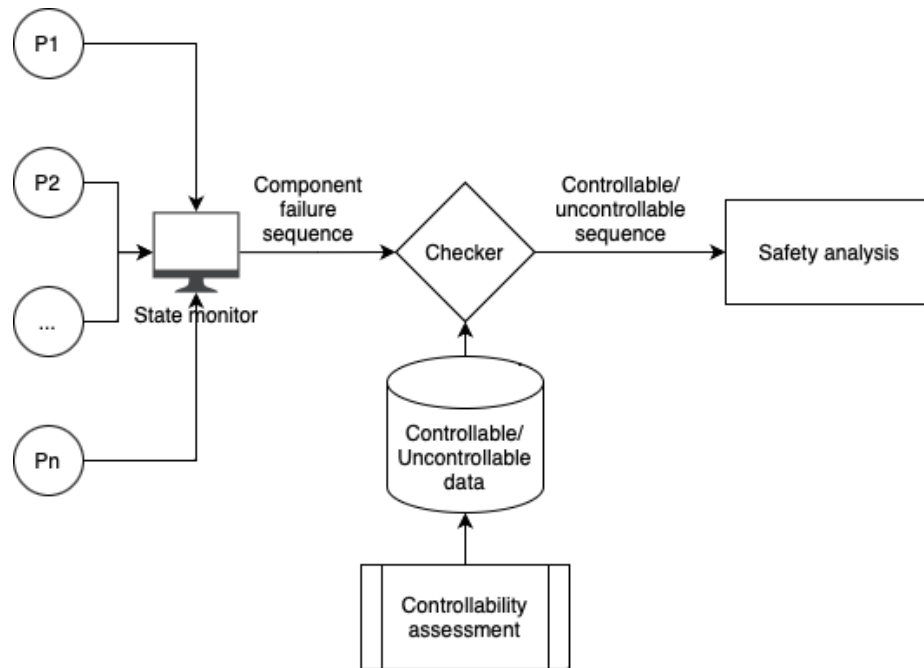 P1
P2
...
Pn
State monitor
Component
failure
sequence
Checker
Controllable/
uncontrollable
sequence
Safety analysis
Controllable/
Uncontrollable
data
Controllability
assessment